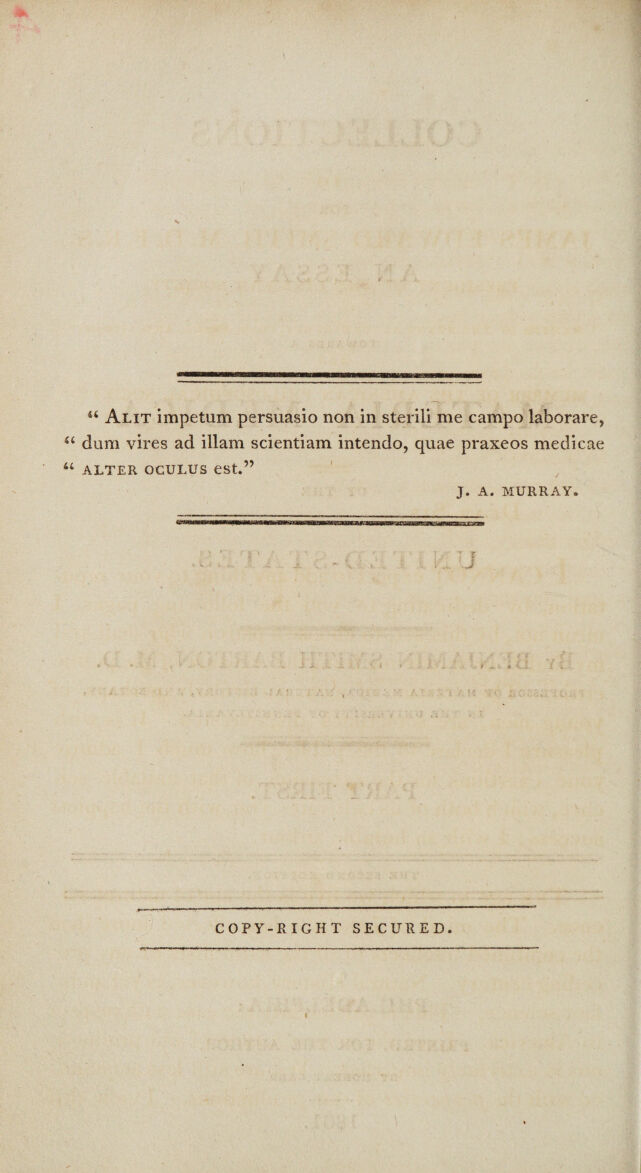 “ ALIT impetum persuasio non in sterili me campo laborare,
“ dum vires ad illam scientiam intendo, quae praxeos medicae
“ ALTER OCULUS est.”
J. A. MURRAY.
COPY-RIGHT SECURED.